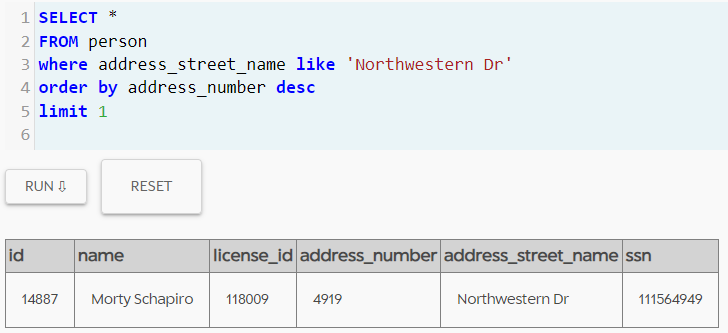 1 SELECT *
2 FROM person
3 where address_street_name like 'Northwestern Dr'
4 order by address_number desc
5 limit 1
6
RUN ⇩ RESET
id name license_id address_number address_street_name ssn
14887 Morty Schapiro 118009 4919 Northwestern Dr 111564949